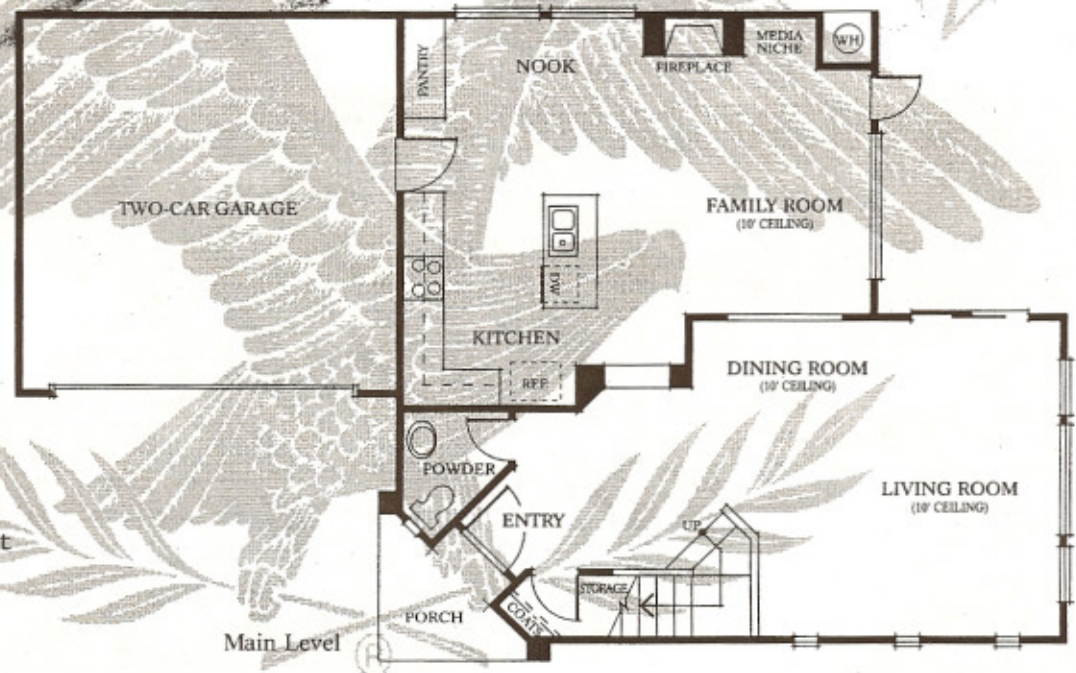 PANTRY
NOOK
FIREPLACE
MEDIA
NICHE
WH
TWO-CAR GARAGE
FAMILY ROOM
(10' CEILING)
DW
KITCHEN
REF.
DINING ROOM
(10' CEILING)
POWDER
LIVING ROOM
(10' CEILING)
ENTRY
UP
STORAGE
COATS
PORCH
Main Level
t